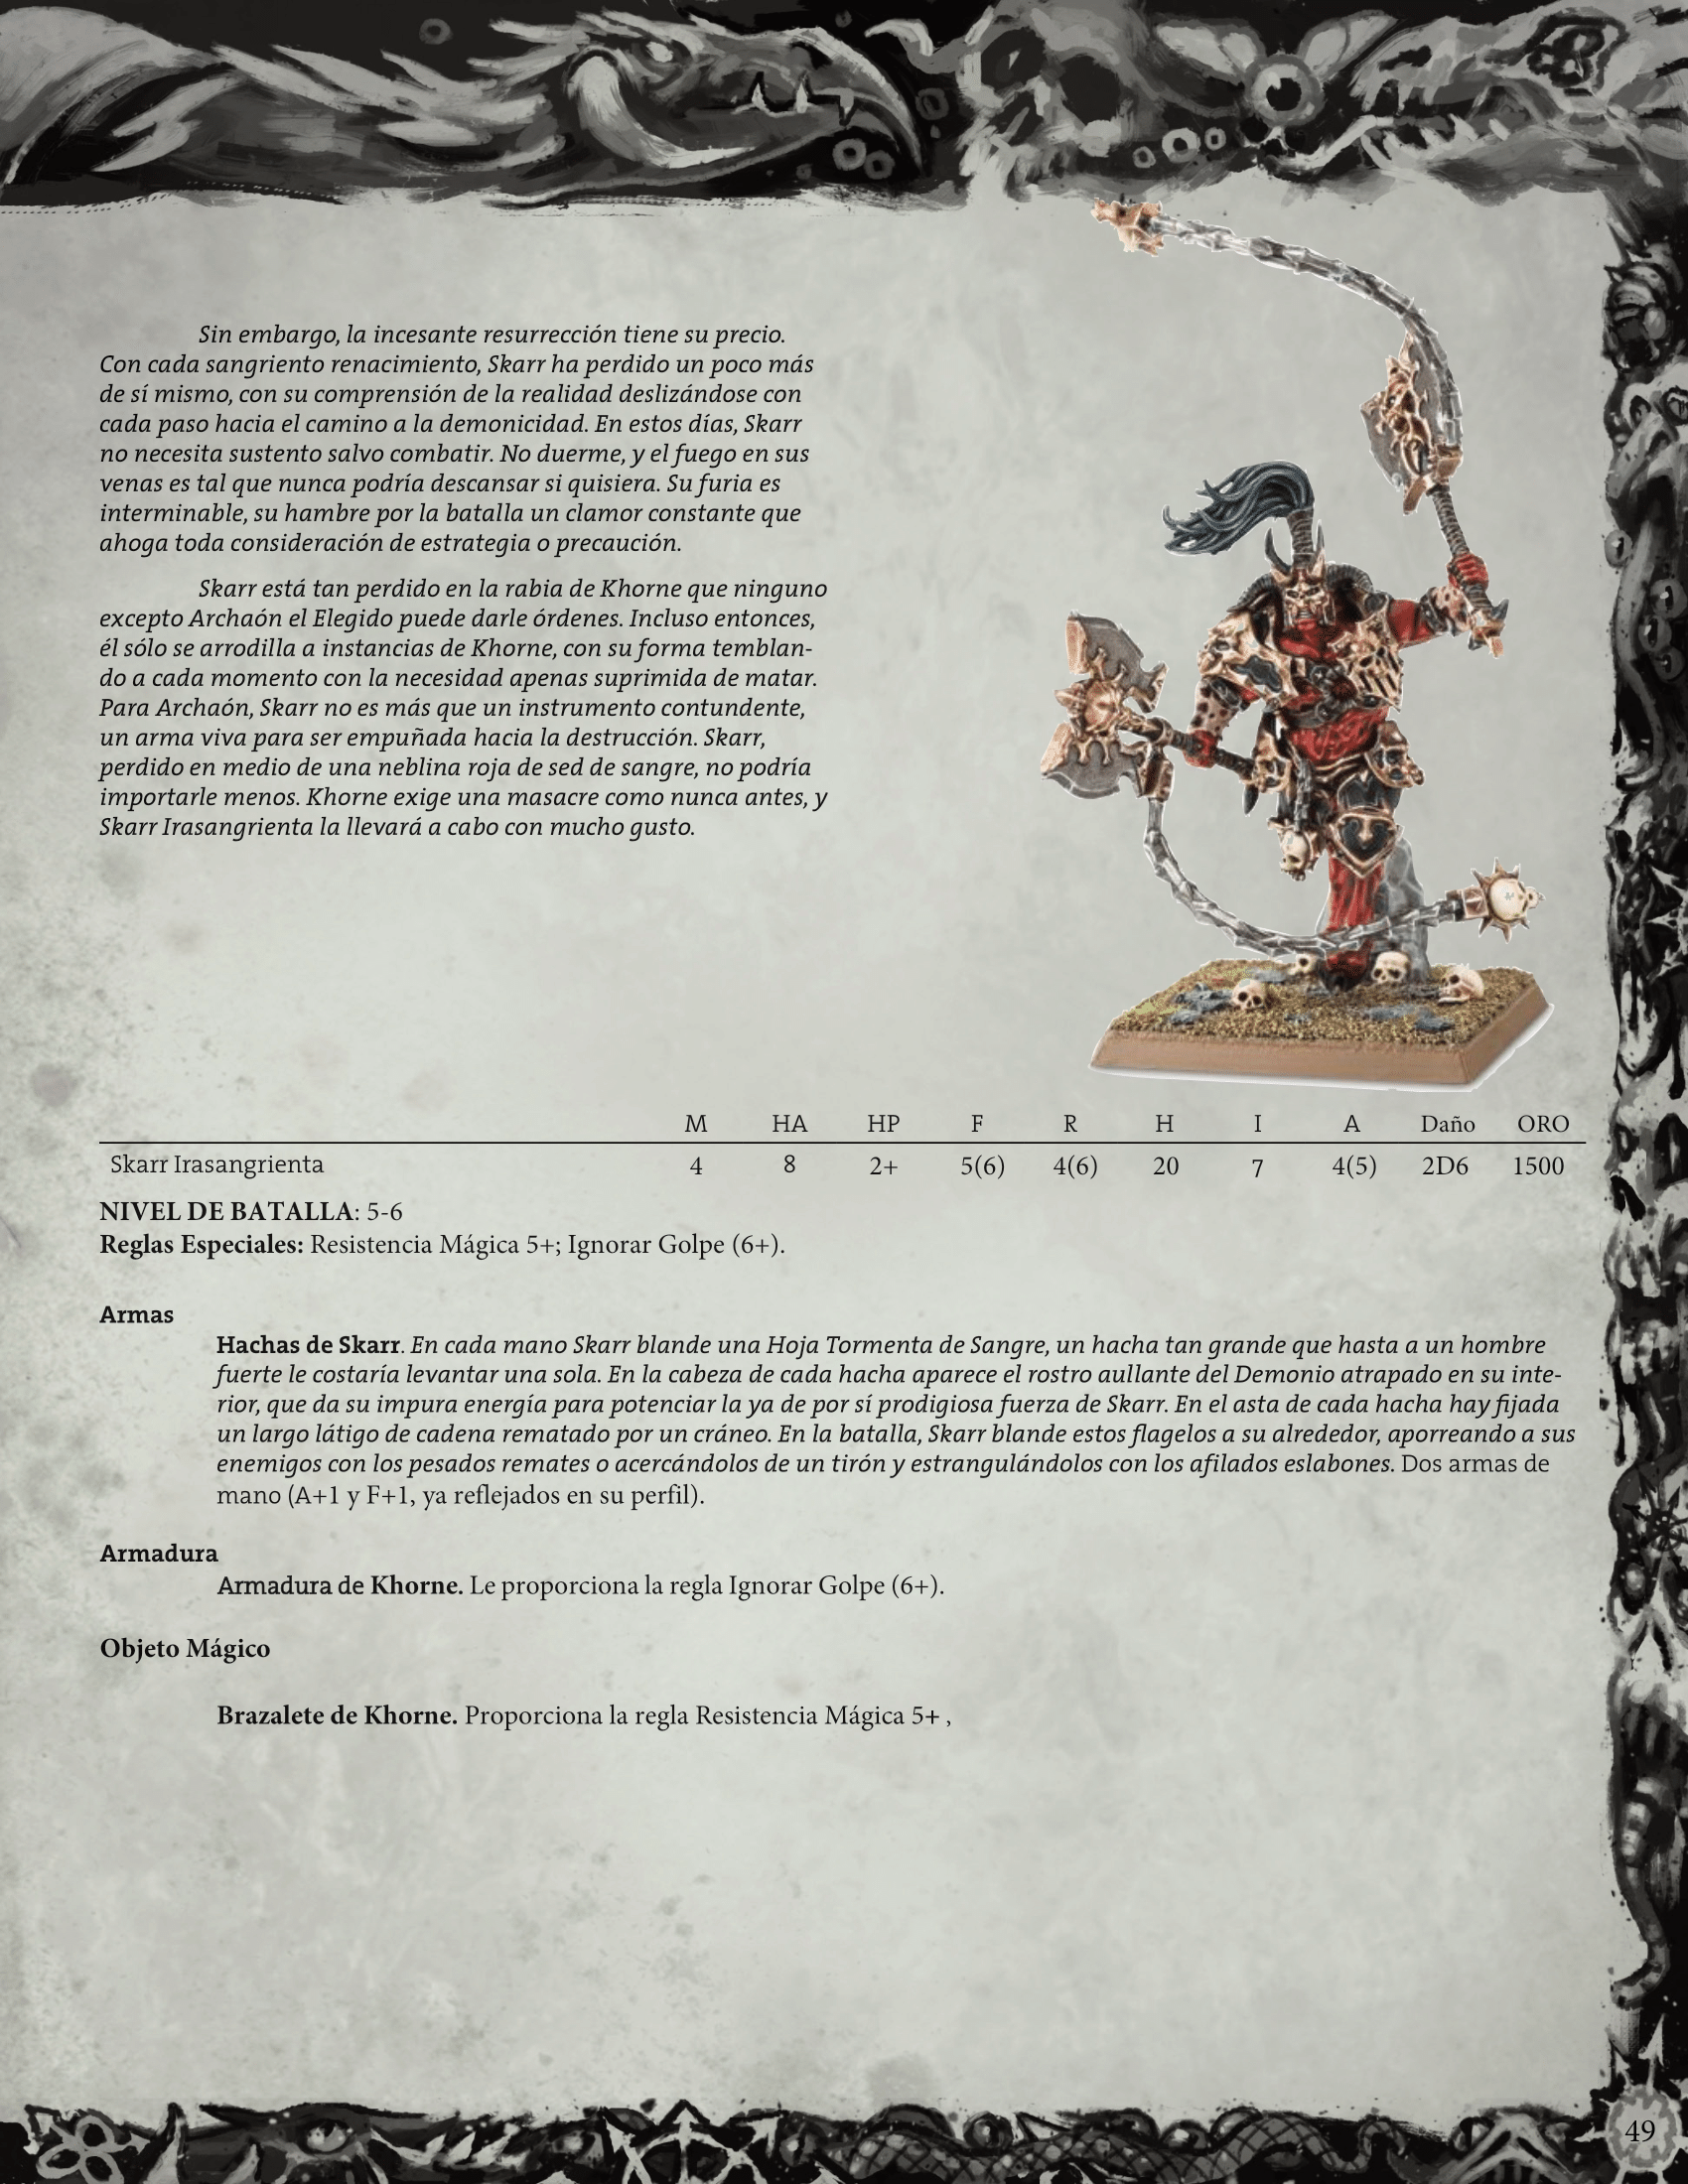 Sin embargo, la incesante resurrección tiene su precio.
Con cada sangriento renacimiento, Skarr ha perdido un poco más
de sí mismo, con su comprensión de la realidad deslizándose con
cada paso hacia el camino a la demonicidad. En estos días, Skarr
no necesita sustento salvo combatir. No duerme, y el fuego en sus
venas es tal que nunca podría descansar si quisiera. Su furia es
interminable, su hambre por la batalla un clamor constante que
ahoga toda consideración de estrategia o precaución.
Skarr está tan perdido en la rabia de Khorne que ninguno
excepto Archaón el Elegido puede darle órdenes. Incluso entonces,
él sólo se arrodilla a instancias de Khorne, con su forma temblan-
do a cada momento con la necesidad apenas suprimida de matar.
Para Archaón, Skarr no es más que un instrumento contundente,
un arma viva para ser empuñada hacia la destrucción. Skarr,
perdido en medio de una neblina roja de sed de sangre, no podría
importarle menos. Khorne exige una masacre como nunca antes, y
Skarr Irasangrienta la llevará a cabo con mucho gusto.
M HA HP F R H I A Daño ORO
Skarr Irasangrienta 4 8 2+ 5(6) 4(6) 20 7 4(5) 2D6 1500
NIVEL DE BATALLA: 5-6
Reglas Especiales: Resistencia Mágica 5+; Ignorar Golpe (6+).
Armas
Hachas de Skarr. En cada mano Skarr blande una Hoja Tormenta de Sangre, un hacha tan grande que hasta a un hombre
fuerte le costaría levantar una sola. En la cabeza de cada hacha aparece el rostro aullante del Demonio atrapado en su inte-
rior, que da su impura energía para potenciar la ya de por sí prodigiosa fuerza de Skarr. En el asta de cada hacha hay fijada
un largo látigo de cadena rematado por un cráneo. En la batalla, Skarr blande estos flagelos a su alrededor, aporreando a sus
enemigos con los pesados remates o acercándolos de un tirón y estrangulándolos con los afilados eslabones. Dos armas de
mano (A+1 y F+1, ya reflejados en su perfil).
Armadura
Armadura de Khorne. Le proporciona la regla Ignorar Golpe (6+).
Objeto Mágico
Brazalete de Khorne. Proporciona la regla Resistencia Mágica 5+ ,
49